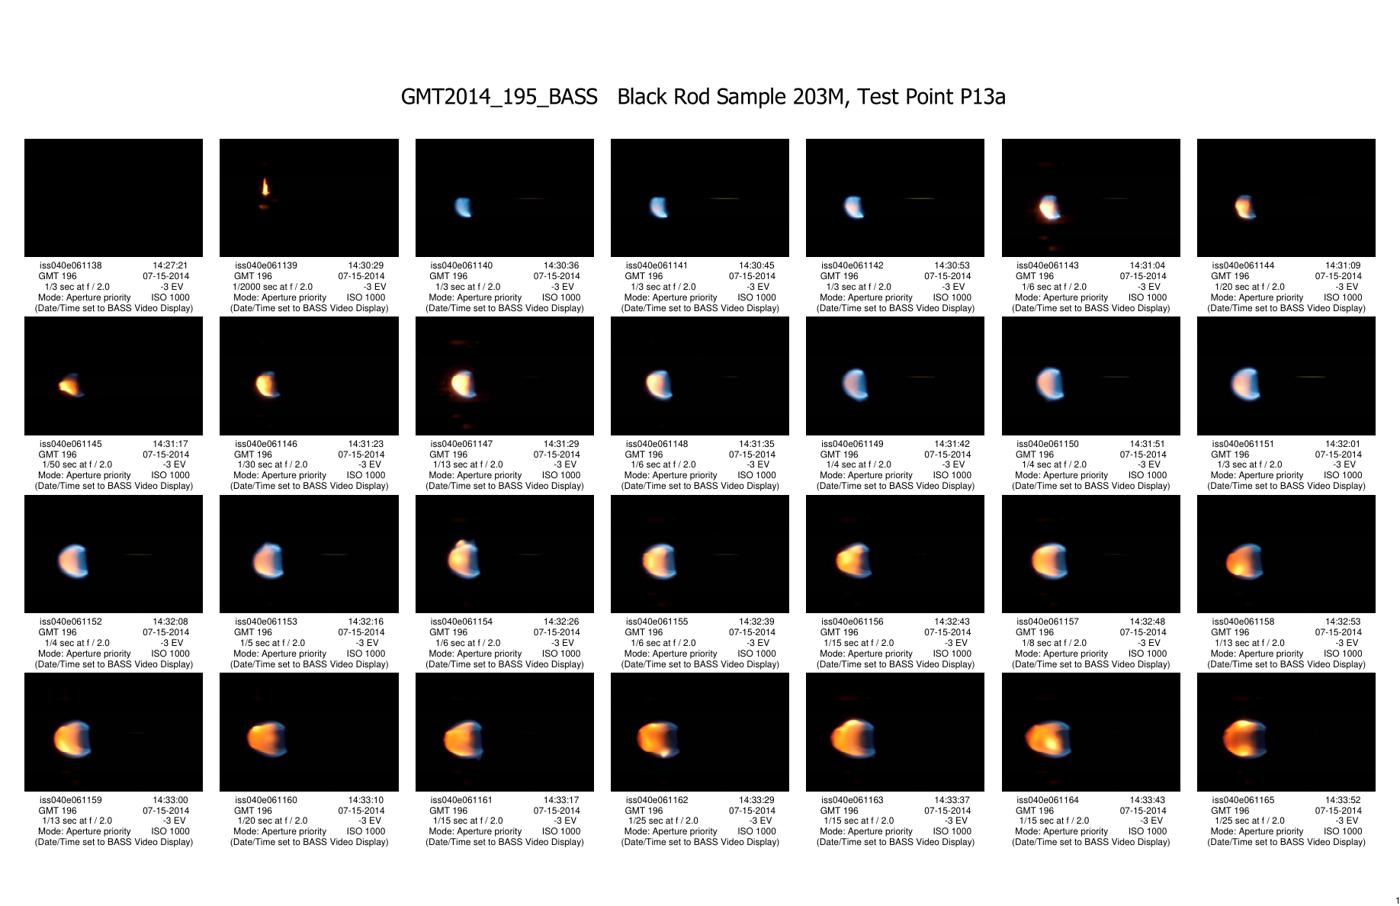 GMT2014_195_BASS Black Rod Sample 203M, Test Point P13a
iss040e061138 14:27:21
GMT 196 07-15-2014
1/3 sec at f / 2.0 -3 EV
Mode: Aperture priority ISO 1000
(Date/Time set to BASS Video Display)
iss040e061139 14:30:29
GMT 196 07-15-2014
1/2000 sec at f / 2.0 -3 EV
Mode: Aperture priority ISO 1000
(Date/Time set to BASS Video Display)
iss040e061140 14:30:36
GMT 196 07-15-2014
1/3 sec at f / 2.0 -3 EV
Mode: Aperture priority ISO 1000
(Date/Time set to BASS Video Display)
iss040e061141 14:30:45
GMT 196 07-15-2014
1/3 sec at f / 2.0 -3 EV
Mode: Aperture priority ISO 1000
(Date/Time set to BASS Video Display)
iss040e061142 14:30:53
GMT 196 07-15-2014
1/3 sec at f / 2.0 -3 EV
Mode: Aperture priority ISO 1000
(Date/Time set to BASS Video Display)
iss040e061143 14:31:04
GMT 196 07-15-2014
1/6 sec at f / 2.0 -3 EV
Mode: Aperture priority ISO 1000
(Date/Time set to BASS Video Display)
iss040e061144 14:31:09
GMT 196 07-15-2014
1/20 sec at f / 2.0 -3 EV
Mode: Aperture priority ISO 1000
(Date/Time set to BASS Video Display)
iss040e061145 14:31:17
GMT 196 07-15-2014
1/50 sec at f / 2.0 -3 EV
Mode: Aperture priority ISO 1000
(Date/Time set to BASS Video Display)
iss040e061146 14:31:23
GMT 196 07-15-2014
1/30 sec at f / 2.0 -3 EV
Mode: Aperture priority ISO 1000
(Date/Time set to BASS Video Display)
iss040e061147 14:31:29
GMT 196 07-15-2014
1/13 sec at f / 2.0 -3 EV
Mode: Aperture priority ISO 1000
(Date/Time set to BASS Video Display)
iss040e061148 14:31:35
GMT 196 07-15-2014
1/6 sec at f / 2.0 -3 EV
Mode: Aperture priority ISO 1000
(Date/Time set to BASS Video Display)
iss040e061149 14:31:42
GMT 196 07-15-2014
1/4 sec at f / 2.0 -3 EV
Mode: Aperture priority ISO 1000
(Date/Time set to BASS Video Display)
iss040e061150 14:31:51
GMT 196 07-15-2014
1/4 sec at f / 2.0 -3 EV
Mode: Aperture priority ISO 1000
(Date/Time set to BASS Video Display)
iss040e061151 14:32:01
GMT 196 07-15-2014
1/3 sec at f / 2.0 -3 EV
Mode: Aperture priority ISO 1000
(Date/Time set to BASS Video Display)
iss040e061152 14:32:08
GMT 196 07-15-2014
1/4 sec at f / 2.0 -3 EV
Mode: Aperture priority ISO 1000
(Date/Time set to BASS Video Display)
iss040e061153 14:32:16
GMT 196 07-15-2014
1/5 sec at f / 2.0 -3 EV
Mode: Aperture priority ISO 1000
(Date/Time set to BASS Video Display)
iss040e061154 14:32:26
GMT 196 07-15-2014
1/6 sec at f / 2.0 -3 EV
Mode: Aperture priority ISO 1000
(Date/Time set to BASS Video Display)
iss040e061155 14:32:39
GMT 196 07-15-2014
1/6 sec at f / 2.0 -3 EV
Mode: Aperture priority ISO 1000
(Date/Time set to BASS Video Display)
iss040e061156 14:32:43
GMT 196 07-15-2014
1/15 sec at f / 2.0 -3 EV
Mode: Aperture priority ISO 1000
(Date/Time set to BASS Video Display)
iss040e061157 14:32:48
GMT 196 07-15-2014
1/8 sec at f / 2.0 -3 EV
Mode: Aperture priority ISO 1000
(Date/Time set to BASS Video Display)
iss040e061158 14:32:53
GMT 196 07-15-2014
1/13 sec at f / 2.0 -3 EV
Mode: Aperture priority ISO 1000
(Date/Time set to BASS Video Display)
iss040e061159 14:33:00
GMT 196 07-15-2014
1/13 sec at f / 2.0 -3 EV
Mode: Aperture priority ISO 1000
(Date/Time set to BASS Video Display)
iss040e061160 14:33:10
GMT 196 07-15-2014
1/20 sec at f / 2.0 -3 EV
Mode: Aperture priority ISO 1000
(Date/Time set to BASS Video Display)
iss040e061161 14:33:17
GMT 196 07-15-2014
1/15 sec at f / 2.0 -3 EV
Mode: Aperture priority ISO 1000
(Date/Time set to BASS Video Display)
iss040e061162 14:33:29
GMT 196 07-15-2014
1/25 sec at f / 2.0 -3 EV
Mode: Aperture priority ISO 1000
(Date/Time set to BASS Video Display)
iss040e061163 14:33:37
GMT 196 07-15-2014
1/15 sec at f / 2.0 -3 EV
Mode: Aperture priority ISO 1000
(Date/Time set to BASS Video Display)
iss040e061164 14:33:43
GMT 196 07-15-2014
1/15 sec at f / 2.0 -3 EV
Mode: Aperture priority ISO 1000
(Date/Time set to BASS Video Display)
iss040e061165 14:33:52
GMT 196 07-15-2014
1/25 sec at f / 2.0 -3 EV
Mode: Aperture priority ISO 1000
(Date/Time set to BASS Video Display)